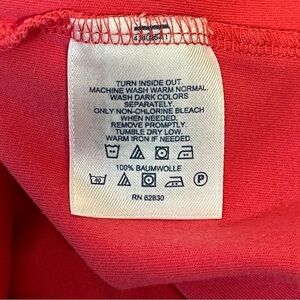 TURN INSIDE OUT.
MACHINE WASH WARM NORMAL.
WASH DARK COLORS
SEPARATELY.
ONLY NON-CHLORINE BLEACH
WHEN NEEDED.
REMOVE PROMPTLY.
TUMBLE DRY LOW.
WARM IRON IF NEEDED.
100% BAUMWOLLE
P
RN 62830